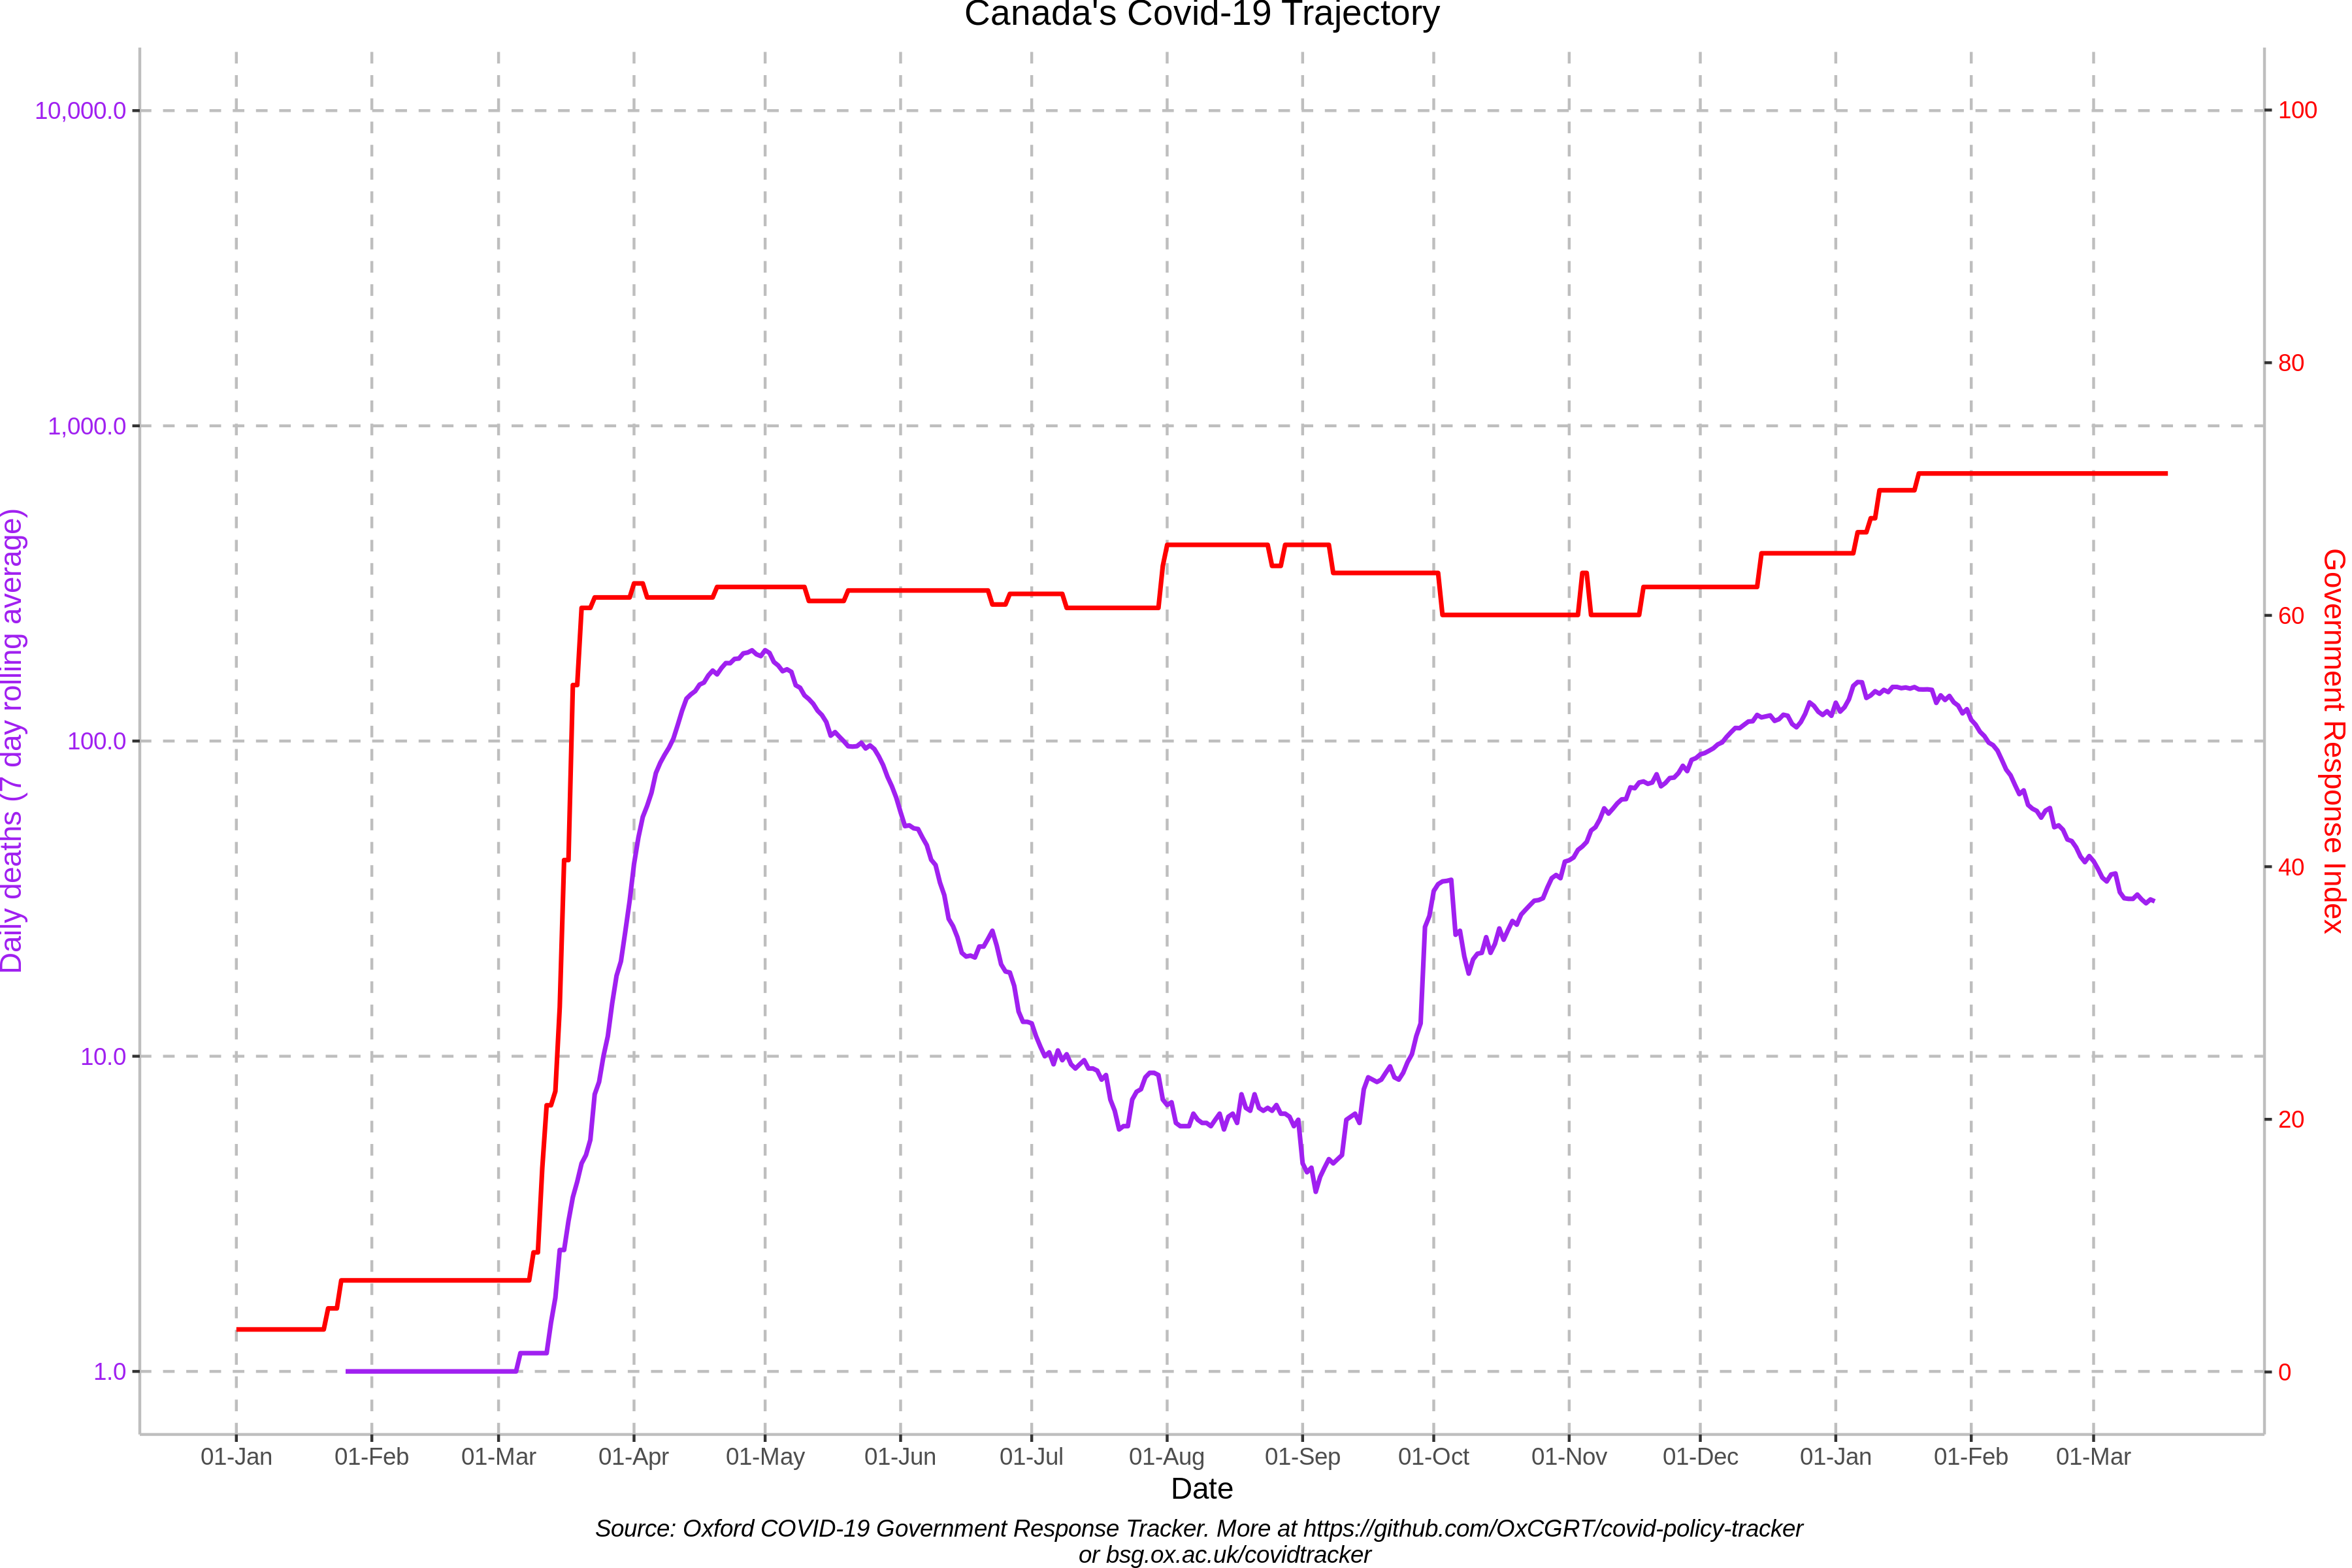 Canada's Covid-19 Trajectory
10,000.0
1,000.0
100.0
10.0
1.0
Daily deaths (7 day rolling average)
100
80
60
40
20
0
Government Response Index
01-Jan 01-Feb 01-Mar 01-Apr 01-May 01-Jun 01-Jul 01-Aug 01-Sep 01-Oct 01-Nov 01-Dec 01-Jan 01-Feb 01-Mar
Date
Source: Oxford COVID-19 Government Response Tracker. More at https://github.com/OxCGRT/covid-policy-tracker
or bsg.ox.ac.uk/covidtracker